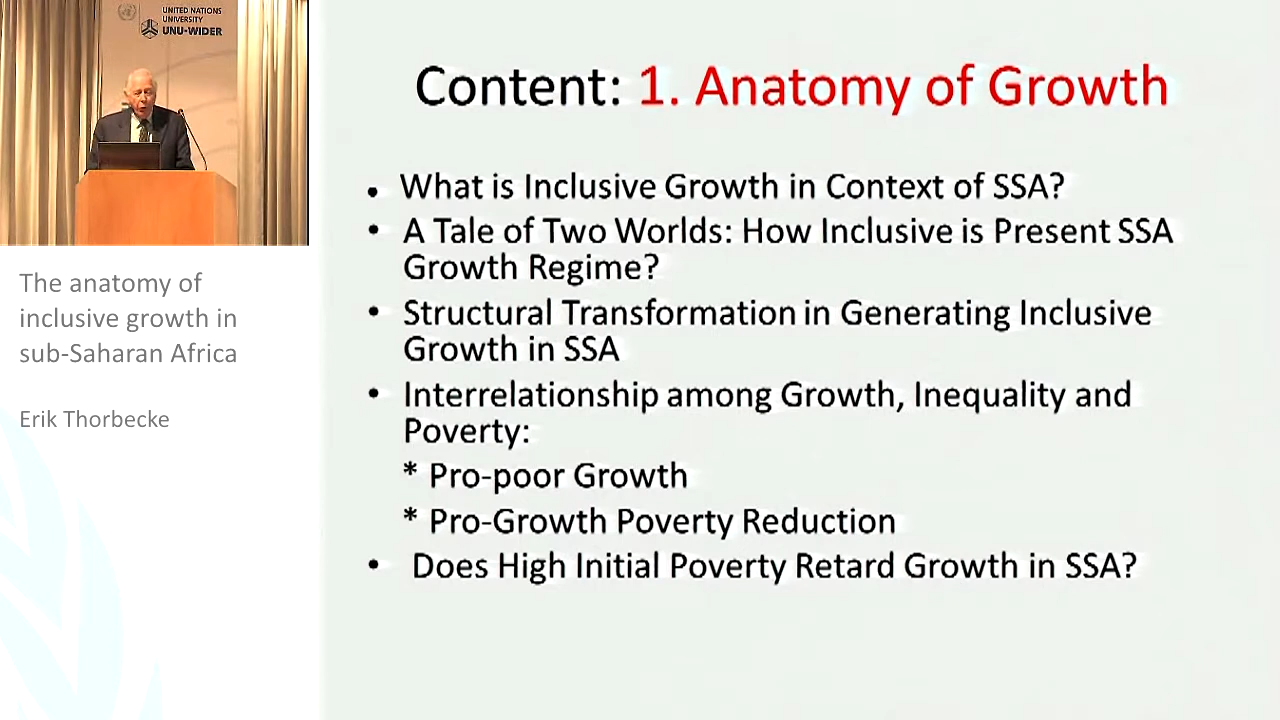 UNITED NATIONS
UNIVERSITY
UNU-WIDER
The anatomy of
inclusive growth in
sub-Saharan Africa
Erik Thorbecke
Content: 1. Anatomy of Growth
• What is Inclusive Growth in Context of SSA?
• A Tale of Two Worlds: How Inclusive is Present SSA
Growth Regime?
• Structural Transformation in Generating Inclusive
Growth in SSA
• Interrelationship among Growth, Inequality and
Poverty:
* Pro-poor Growth
* Pro-Growth Poverty Reduction
• Does High Initial Poverty Retard Growth in SSA?